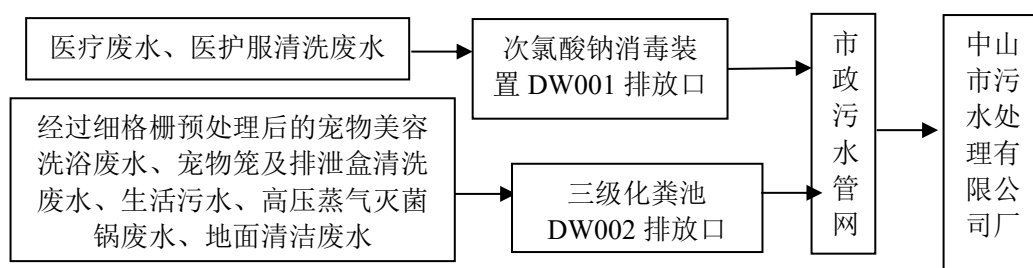 医疗废水、医护服清洗废水
次氯酸钠消毒装
置 DW001 排放口
经过细格栅预处理后的宠物美容
洗浴废水、宠物笼及排泄盒清洗
废水、生活污水、高压蒸气灭菌
锅废水、地面清洁废水
三级化粪池
DW002 排放口
市
政
污
水
管
网
中山
市污
水处
理有
限公
司厂